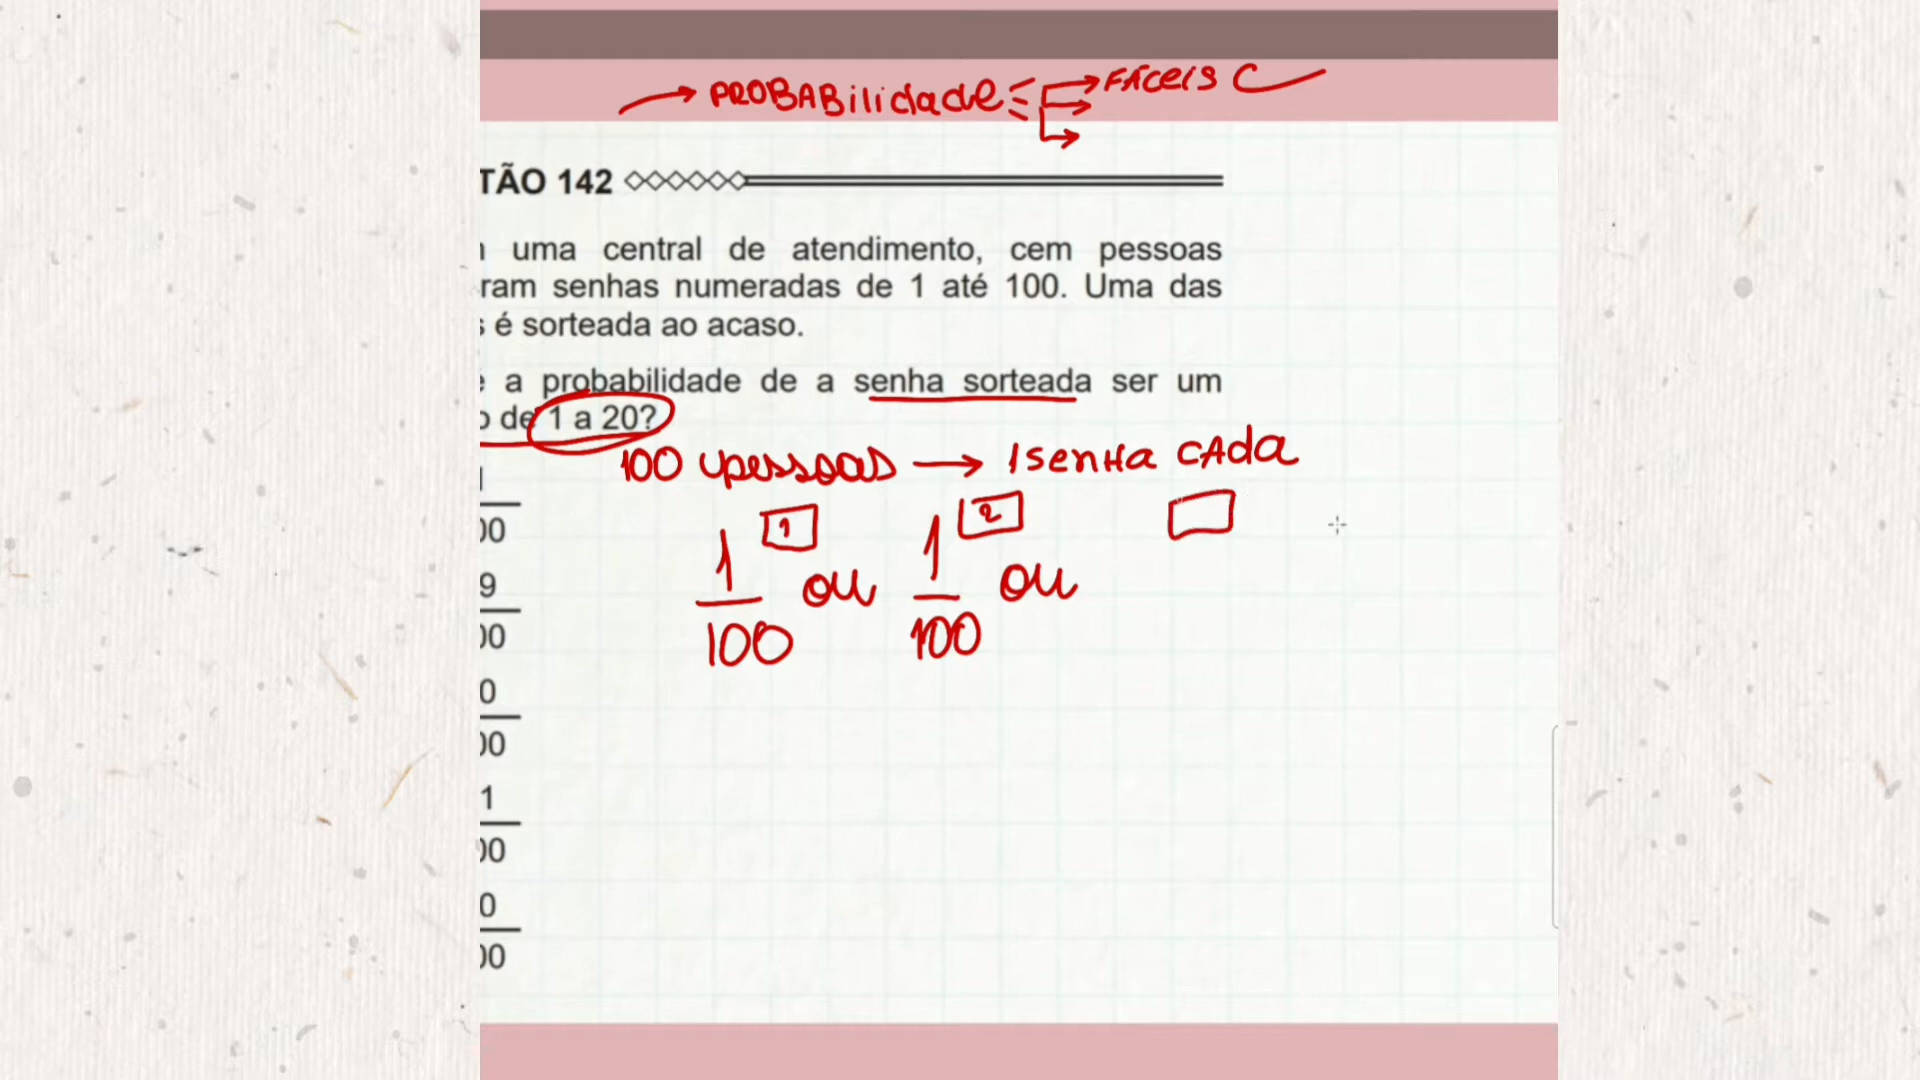 → PROBABilidade → FÁCEIS
TÃO 142
uma central de atendimento, cem pessoas
ram senhas numeradas de 1 até 100. Uma das
s é sorteada ao acaso.
a probabilidade de a senha sorteada ser um
o de 1 a 20?
100 pessoas → 1 senHa CAda
1
00
1 2
1 ou 1 ou
100 100
9
00
0
00
1
00
0
00